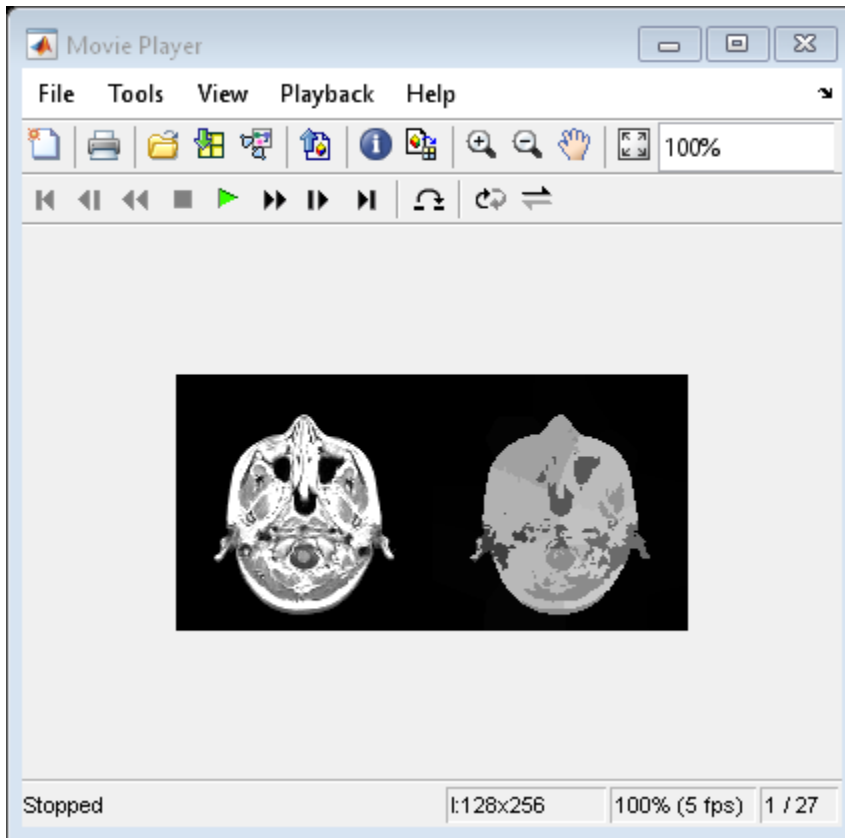 Movie Player
File Tools View Playback Help
100%
Stopped I:128x256 100% (5 fps) 1 / 27